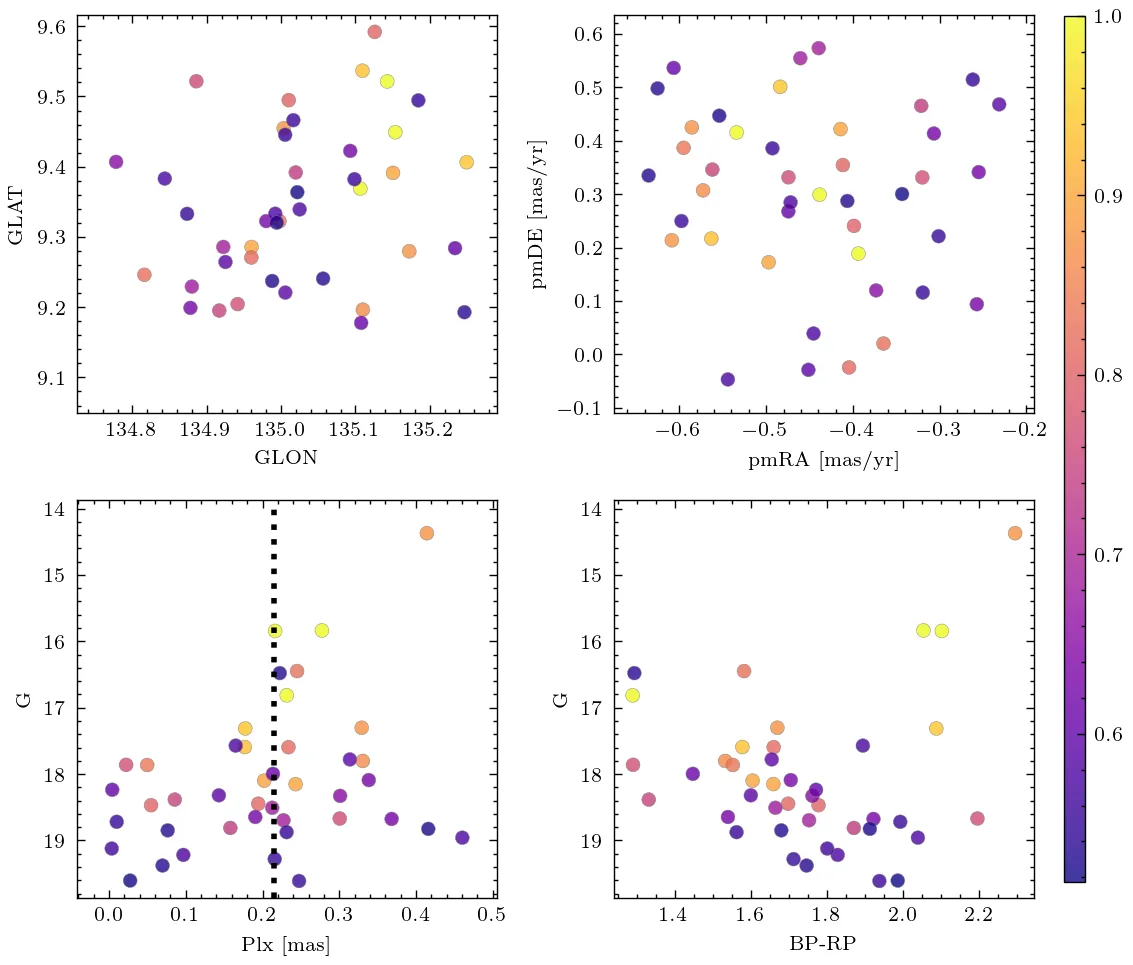 9.6
9.5
9.4
9.3
9.2
9.1
GLAT
134.8 134.9 135.0 135.1 135.2
GLON
0.6
0.5
0.4
0.3
0.2
0.1
0.0
−0.1
pmDE [mas/yr]
−0.6 −0.5 −0.4 −0.3 −0.2
pmRA [mas/yr]
1.0
0.9
0.8
0.7
0.6
14
15
16
17
18
19
G
0.0 0.1 0.2 0.3 0.4 0.5
Plx [mas]
14
15
16
17
18
19
G
1.4 1.6 1.8 2.0 2.2
BP-RP